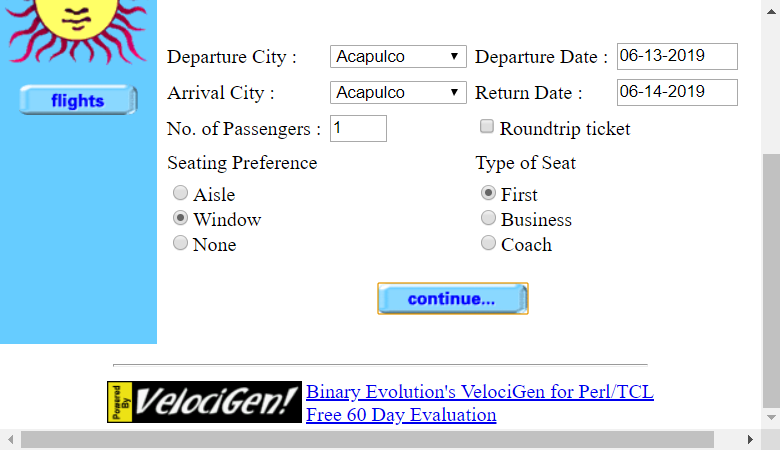 Departure City : Acapulco Departure Date : 06-13-2019
flights
Arrival City : Acapulco Return Date : 06-14-2019
No. of Passengers : 1 Roundtrip ticket
Seating Preference Type of Seat
Aisle First
Window Business
None Coach
continue...
Powered By VelociGen! Binary Evolution's VelociGen for Perl/TCL
Free 60 Day Evaluation